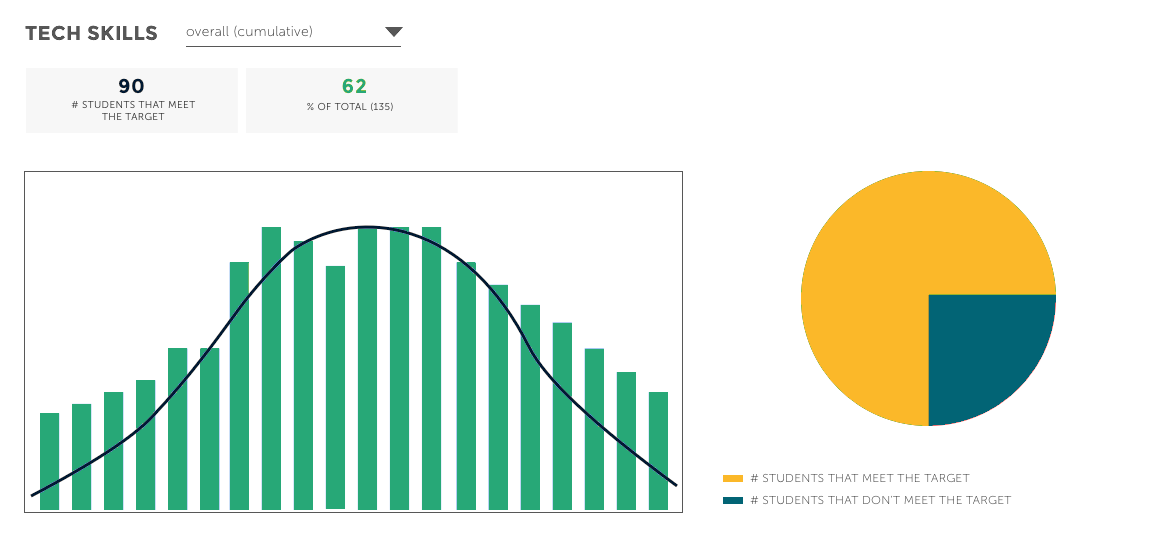 TECH SKILLS overall (cumulative)
90
# STUDENTS THAT MEET
THE TARGET
62
% OF TOTAL (135)
# STUDENTS THAT MEET THE TARGET
# STUDENTS THAT DON'T MEET THE TARGET